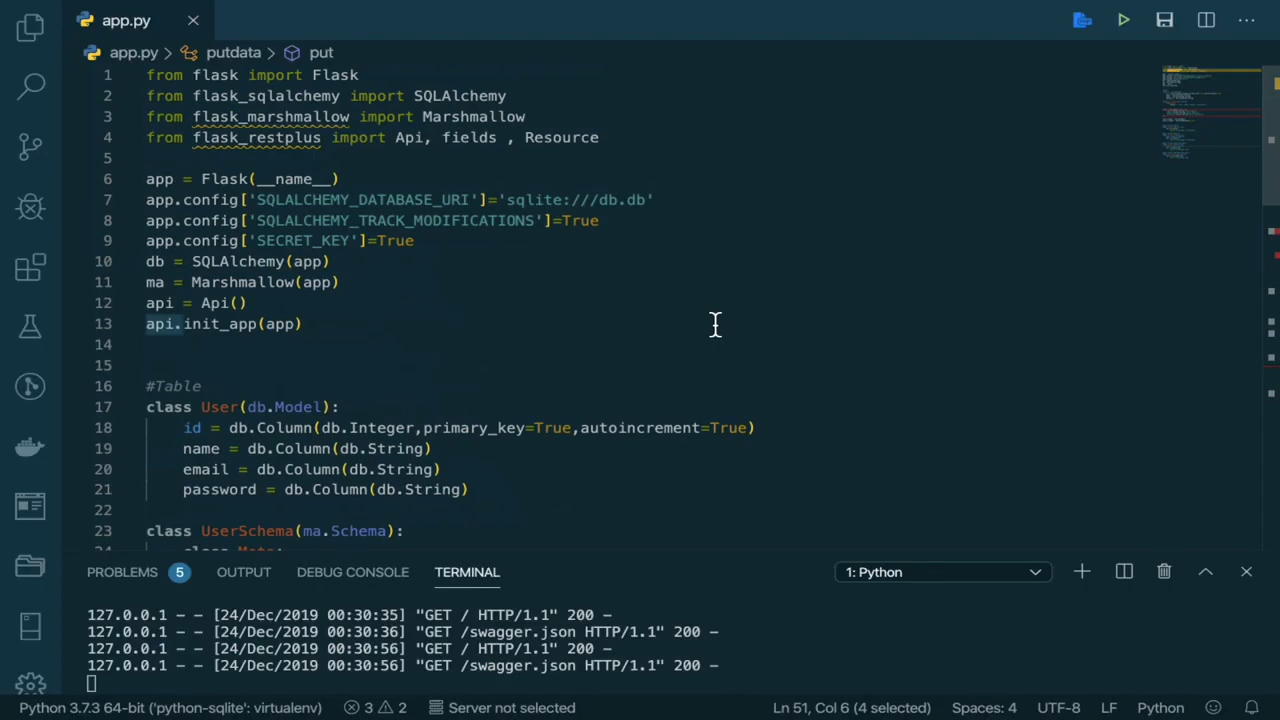 app.py
app.py > putdata > put
1 from flask import Flask
2 from flask_sqlalchemy import SQLAlchemy
3 from flask_marshmallow import Marshmallow
4 from flask_restplus import Api, fields , Resource
5
6 app = Flask(__name__)
7 app.config['SQLALCHEMY_DATABASE_URI']='sqlite:///db.db'
8 app.config['SQLALCHEMY_TRACK_MODIFICATIONS']=True
9 app.config['SECRET_KEY']=True
10 db = SQLAlchemy(app)
11 ma = Marshmallow(app)
12 api = Api()
13 api.init_app(app)
14
15
16 #Table
17 class User(db.Model):
18 id = db.Column(db.Integer,primary_key=True,autoincrement=True)
19 name = db.Column(db.String)
20 email = db.Column(db.String)
21 password = db.Column(db.String)
22
23 class UserSchema(ma.Schema):
24 class Meta:
PROBLEMS 5 OUTPUT DEBUG CONSOLE TERMINAL 1: Python
127.0.0.1 - - [24/Dec/2019 00:30:35] "GET / HTTP/1.1" 200 -
127.0.0.1 - - [24/Dec/2019 00:30:36] "GET /swagger.json HTTP/1.1" 200 -
127.0.0.1 - - [24/Dec/2019 00:30:56] "GET / HTTP/1.1" 200 -
127.0.0.1 - - [24/Dec/2019 00:30:56] "GET /swagger.json HTTP/1.1" 200 -
Python 3.7.3 64-bit ('python-sqlite': virtualenv) 3 2 Server not selected Ln 51, Col 6 (4 selected) Spaces: 4 UTF-8 LF Python